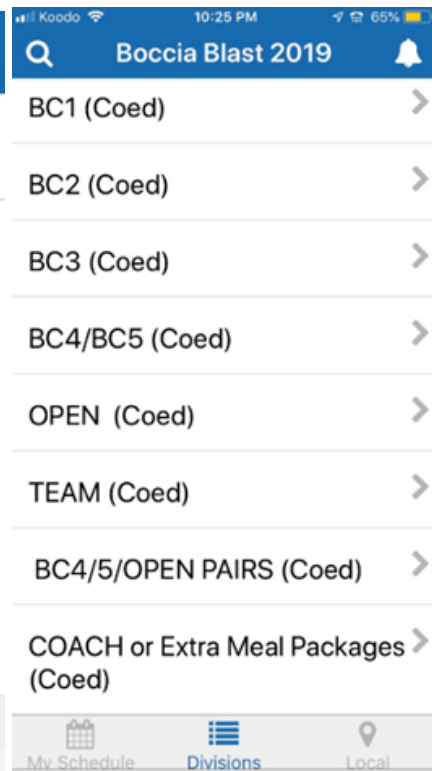 Koodo 10:25 PM 65%
Boccia Blast 2019
BC1 (Coed)
BC2 (Coed)
BC3 (Coed)
BC4/BC5 (Coed)
OPEN (Coed)
TEAM (Coed)
BC4/5/OPEN PAIRS (Coed)
COACH or Extra Meal Packages
(Coed)
My Schedule Divisions Local